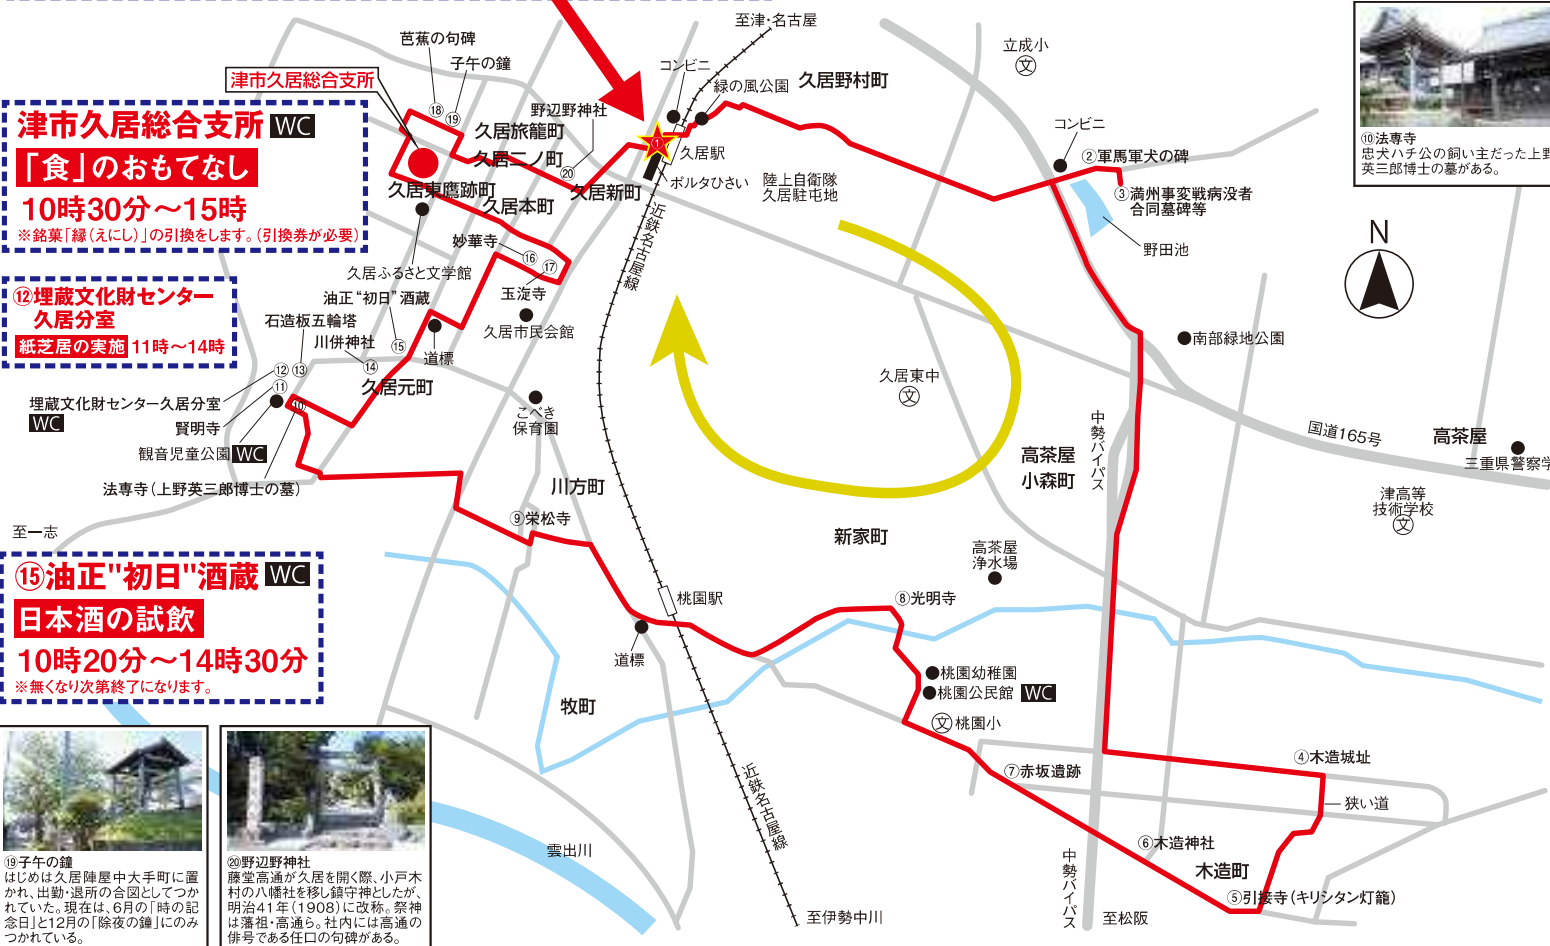 至津・名古屋
芭蕉の句碑
子午の鐘
津市久居総合支所
コンビニ
緑の風公園
久居野村町
立成小
文
⑱
⑲
野辺野神社
久居旅籠町
久居二ノ町
⑳
①
久居駅
ポルタひさい
久居新町
陸上自衛隊
久居駐屯地
コンビニ
②軍馬軍犬の碑
③満州事変戦病没者
合同墓碑等
野田池
⑩法専寺
忠犬ハチ公の飼い主だった上野
英三郎博士の墓がある。
N
津市久居総合支所 WC
「食」のおもてなし
10時30分〜15時
※銘菓「縁(えにし)」の引換をします。(引換券が必要)
久居東鷹跡町
久居本町
近鉄名古屋線
妙華寺
⑯
⑰
玉淀寺
久居ふるさと文学館
油正“初日”酒蔵
久居市民会館
⑫埋蔵文化財センター
久居分室
紙芝居の実施 11時〜14時
石造板五輪塔
川併神社
⑮
⑭
道標
久居元町
⑫
⑬
⑪
⑩
埋蔵文化財センター久居分室
WC
賢明寺
観音児童公園 WC
法専寺(上野英三郎博士の墓)
こべき
保育園
久居東中
文
南部緑地公園
中勢バイパス
国道165号
高茶屋
三重県警察学
高茶屋
小森町
津高等
技術学校
文
至一志
川方町
⑨栄松寺
新家町
高茶屋
浄水場
⑮油正"初日"酒蔵 WC
日本酒の試飲
10時20分〜14時30分
※無くなり次第終了になります。
桃園駅
⑧光明寺
道標
桃園幼稚園
桃園公民館 WC
文 桃園小
牧町
⑦赤坂遺跡
④木造城址
狭い道
近鉄名古屋線
⑥木造神社
木造町
中勢バイパス
⑤引接寺(キリシタン灯籠)
至松阪
至伊勢中川
雲出川
⑲子午の鐘
はじめは久居陣屋中大手町に置
かれ、出勤・退所の合図としてつか
れていた。現在は、6月の「時の記
念日」と12月の「除夜の鐘」にのみ
つかれている。
⑳野辺野神社
藤堂高通が久居を開く際、小戸木
村の八幡社を移し鎮守神としたが、
明治41年(1908)に改称。祭神
は藩祖・高通ら。社内には高通の
俳号である任口の句碑がある。